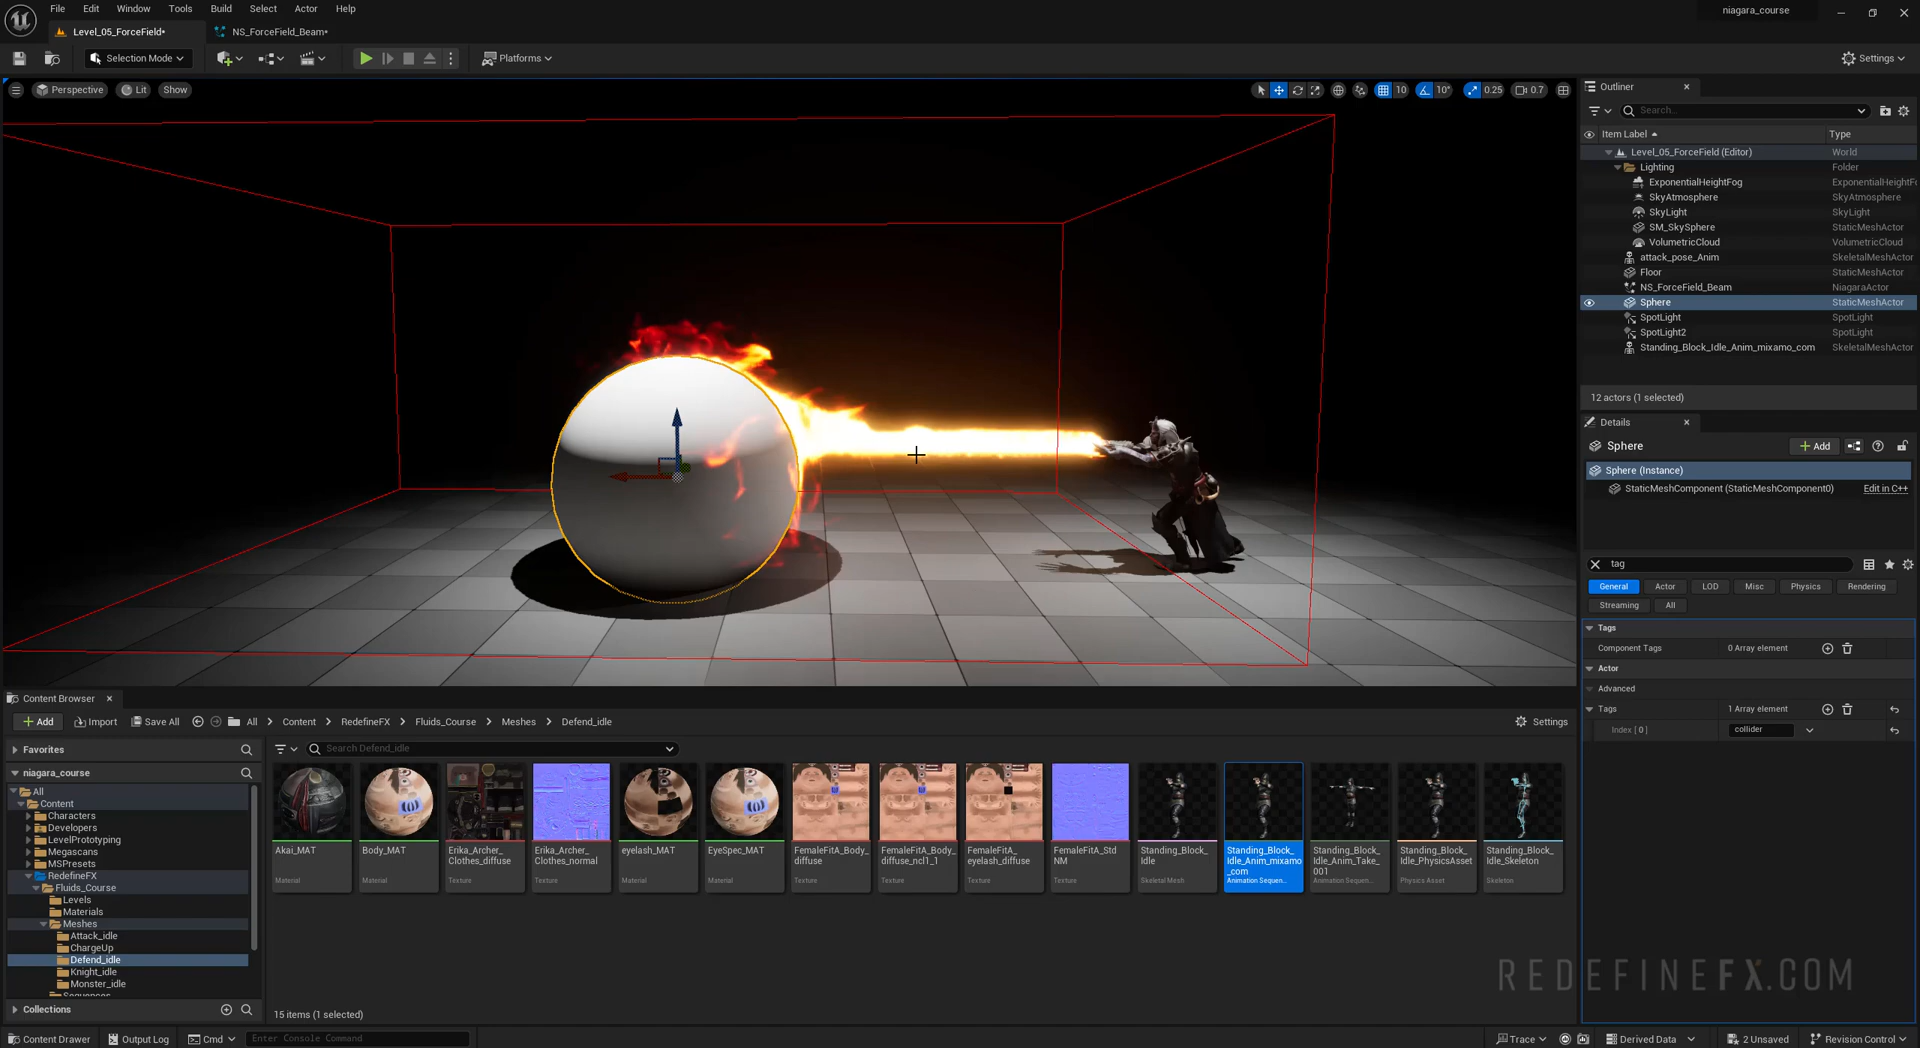 File Edit Window Tools Build Select Actor Help
niagara_course
Level_05_ForceField*
NS_ForceField_Beam*
Selection Mode
Platforms
Settings
Perspective Lit Show
10 10° 0.25 0.7
Outliner
Search...
Item Label Type
Level_05_ForceField (Editor) World
Lighting Folder
ExponentialHeightFog ExponentialHeightFo
SkyAtmosphere SkyAtmosphere
SkyLight SkyLight
SM_SkySphere StaticMeshActor
VolumetricCloud VolumetricCloud
attack_pose_Anim SkeletalMeshActor
Floor StaticMeshActor
NS_ForceField_Beam NiagaraActor
Sphere StaticMeshActor
SpotLight SpotLight
SpotLight2 SpotLight
Standing_Block_Idle_Anim_mixamo_com SkeletalMeshActor
12 actors (1 selected)
Details
Sphere
Add
Sphere (Instance)
StaticMeshComponent (StaticMeshComponent0) Edit in C++
tag
General Actor LOD Misc Physics Rendering
Streaming All
Tags
Component Tags 0 Array element
Actor
Advanced
Tags 1 Array element
Index [ 0 ] collider
Content Browser
Add Import Save All All Content RedefineFX Fluids_Course Meshes Defend_idle Settings
Favorites
Search Defend_idle
niagara_course
All
Content
Characters
Developers
LevelPrototyping
Megascans
MSPresets
RedefineFX
Fluids_Course
Levels
Materials
Meshes
Attack_idle
ChargeUp
Defend_idle
Knight_idle
Monster_idle
Sequences
Collections
Akai_MAT
Material
Body_MAT
Material
Erika_Archer_
Clothes_diffuse
Texture
Erika_Archer_
Clothes_normal
Texture
eyelash_MAT
Material
EyeSpec_MAT
Material
FemaleFitA_Body_
diffuse
Texture
FemaleFitA_Body_
diffuse_ncl1_1
Texture
FemaleFitA_
eyelash_diffuse
Texture
FemaleFitA_Std
NM
Texture
Standing_Block_
Idle
Skeletal Mesh
Standing_Block_
Idle_Anim_mixamo
_com
Animation Sequen...
Standing_Block_
Idle_Anim_Take_
001
Animation Sequen...
Standing_Block_
Idle_PhysicsAsset
Physics Asset
Standing_Block_
Idle_Skeleton
Skeleton
15 items (1 selected)
REDEFINEFX.COM
Content Drawer Output Log Cmd Enter Console Command
Trace Derived Data 2 Unsaved Revision Control